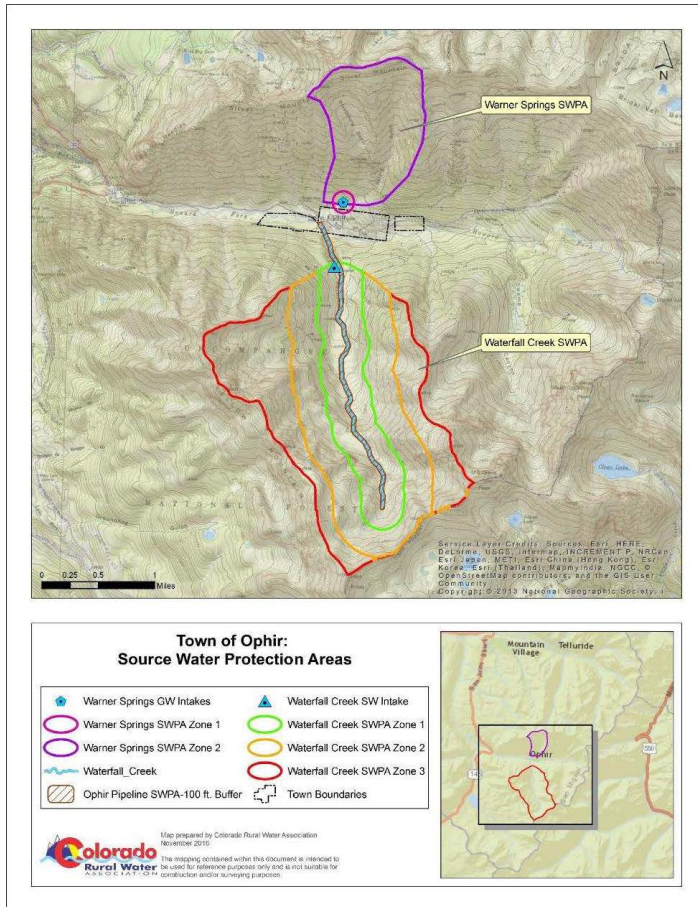 N
Warner Springs SWPA
Waterfall Creek SWPA
Clear Lake
NATIONAL
Service Layer Credits: Sources: Esri, HERE,
DeLorme, USGS, Intermap, INCREMENT P, NRCan,
Esri Japan, METI, Esri China (Hong Kong), Esri
Korea, Esri (Thailand), MapmyIndia, NGCC, ©
OpenStreetMap contributors, and the GIS User
Community
Copyright:© 2013 National Geographic Society, i
0 0.25 0.5 1
Miles
Town of Ophir:
Source Water Protection Areas
Warner Springs GW Intakes
Waterfall Creek SW Intake
Warner Springs SWPA Zone 1
Waterfall Creek SWPA Zone 1
Warner Springs SWPA Zone 2
Waterfall Creek SWPA Zone 2
Waterfall_Creek
Waterfall Creek SWPA Zone 3
Ophir Pipeline SWPA-100 ft. Buffer
Town Boundaries
Colorado
Rural Water
ASSOCIATION
Map prepared by Colorado Rural Water Association
November 2016
The mapping contained within this document is intended to
be used for reference purposes only and is not suitable for
construction and/or surveying purposes.
Mountain
Village
Telluride
Ophir
550